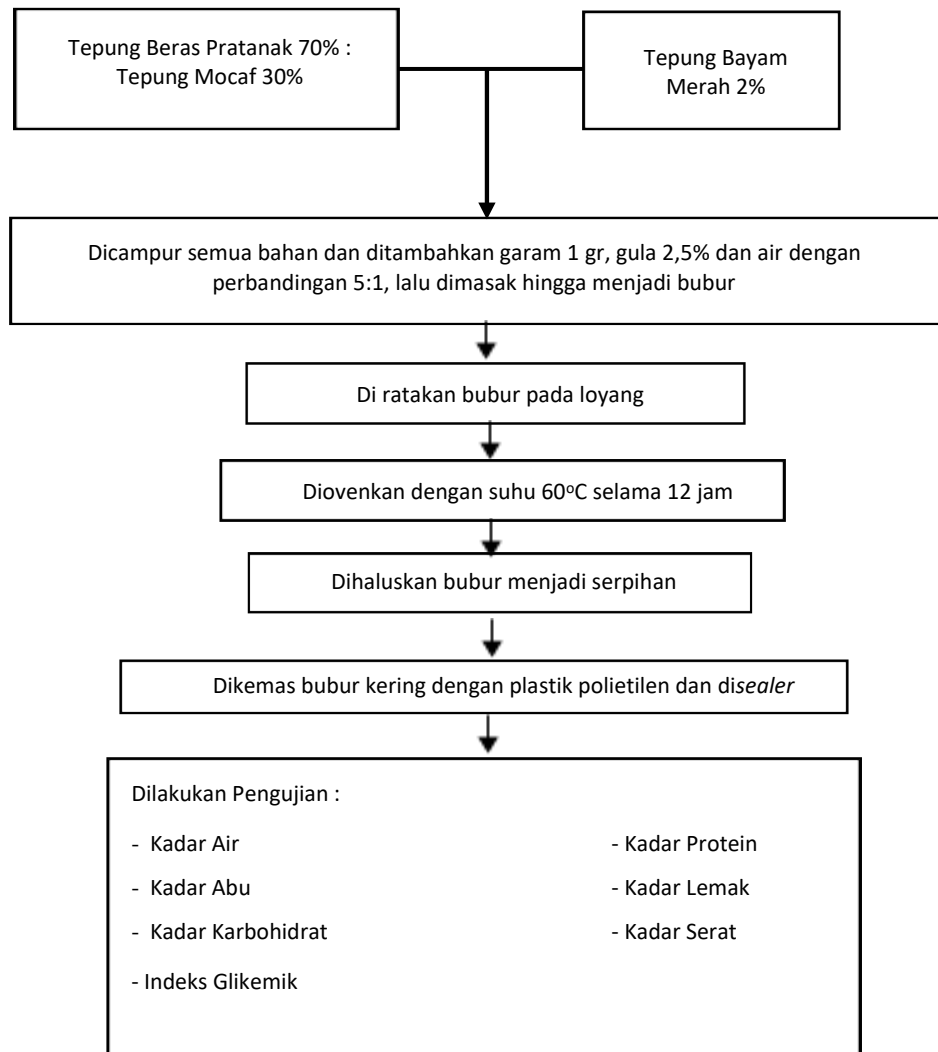 Tepung Beras Pratanak 70% :
Tepung Mocaf 30%
Tepung Bayam
Merah 2%
Dicampur semua bahan dan ditambahkan garam 1 gr, gula 2,5% dan air dengan
perbandingan 5:1, lalu dimasak hingga menjadi bubur
Di ratakan bubur pada loyang
Diovenkan dengan suhu 60°C selama 12 jam
Dihaluskan bubur menjadi serpihan
Dikemas bubur kering dengan plastik polietilen dan disealer
Dilakukan Pengujian :
- Kadar Air
- Kadar Protein
- Kadar Abu
- Kadar Lemak
- Kadar Karbohidrat
- Kadar Serat
- Indeks Glikemik